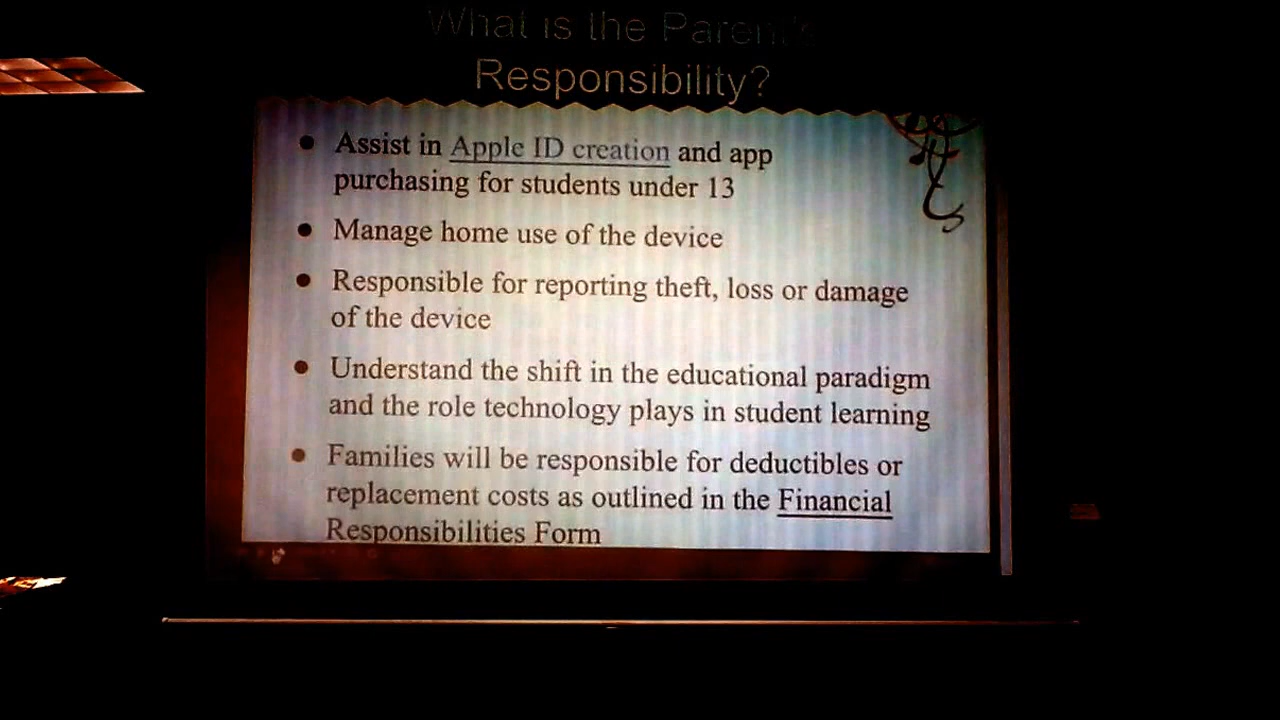 What is the Parent's
Responsibility?
• Assist in Apple ID creation and app
purchasing for students under 13
• Manage home use of the device
• Responsible for reporting theft, loss or damage
of the device
• Understand the shift in the educational paradigm
and the role technology plays in student learning
• Families will be responsible for deductibles or
replacement costs as outlined in the Financial
Responsibilities Form